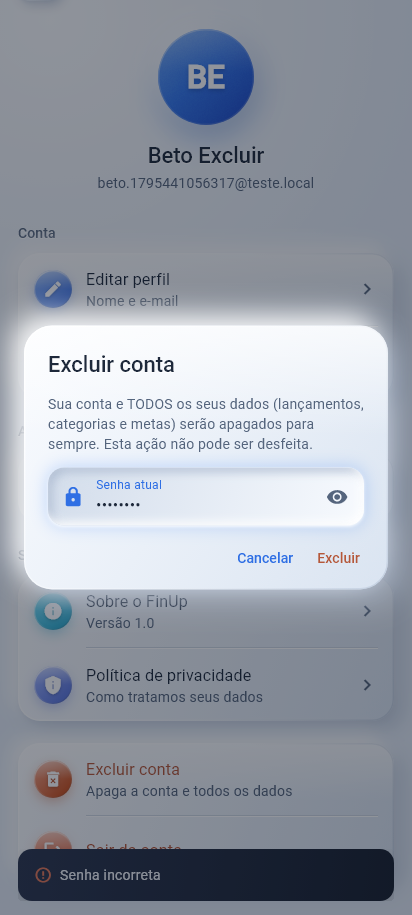 BE
Beto Excluir
beto.1795441056317@teste.local
Conta
Editar perfil
Nome e e-mail
Excluir conta
Sua conta e TODOS os seus dados (lançamentos,
categorias e metas) serão apagados para
sempre. Esta ação não pode ser desfeita.
Senha atual
••••••••
Cancelar
Excluir
Sobre o FinUp
Versão 1.0
Política de privacidade
Como tratamos seus dados
Excluir conta
Apaga a conta e todos os dados
Sair da conta
Senha incorreta